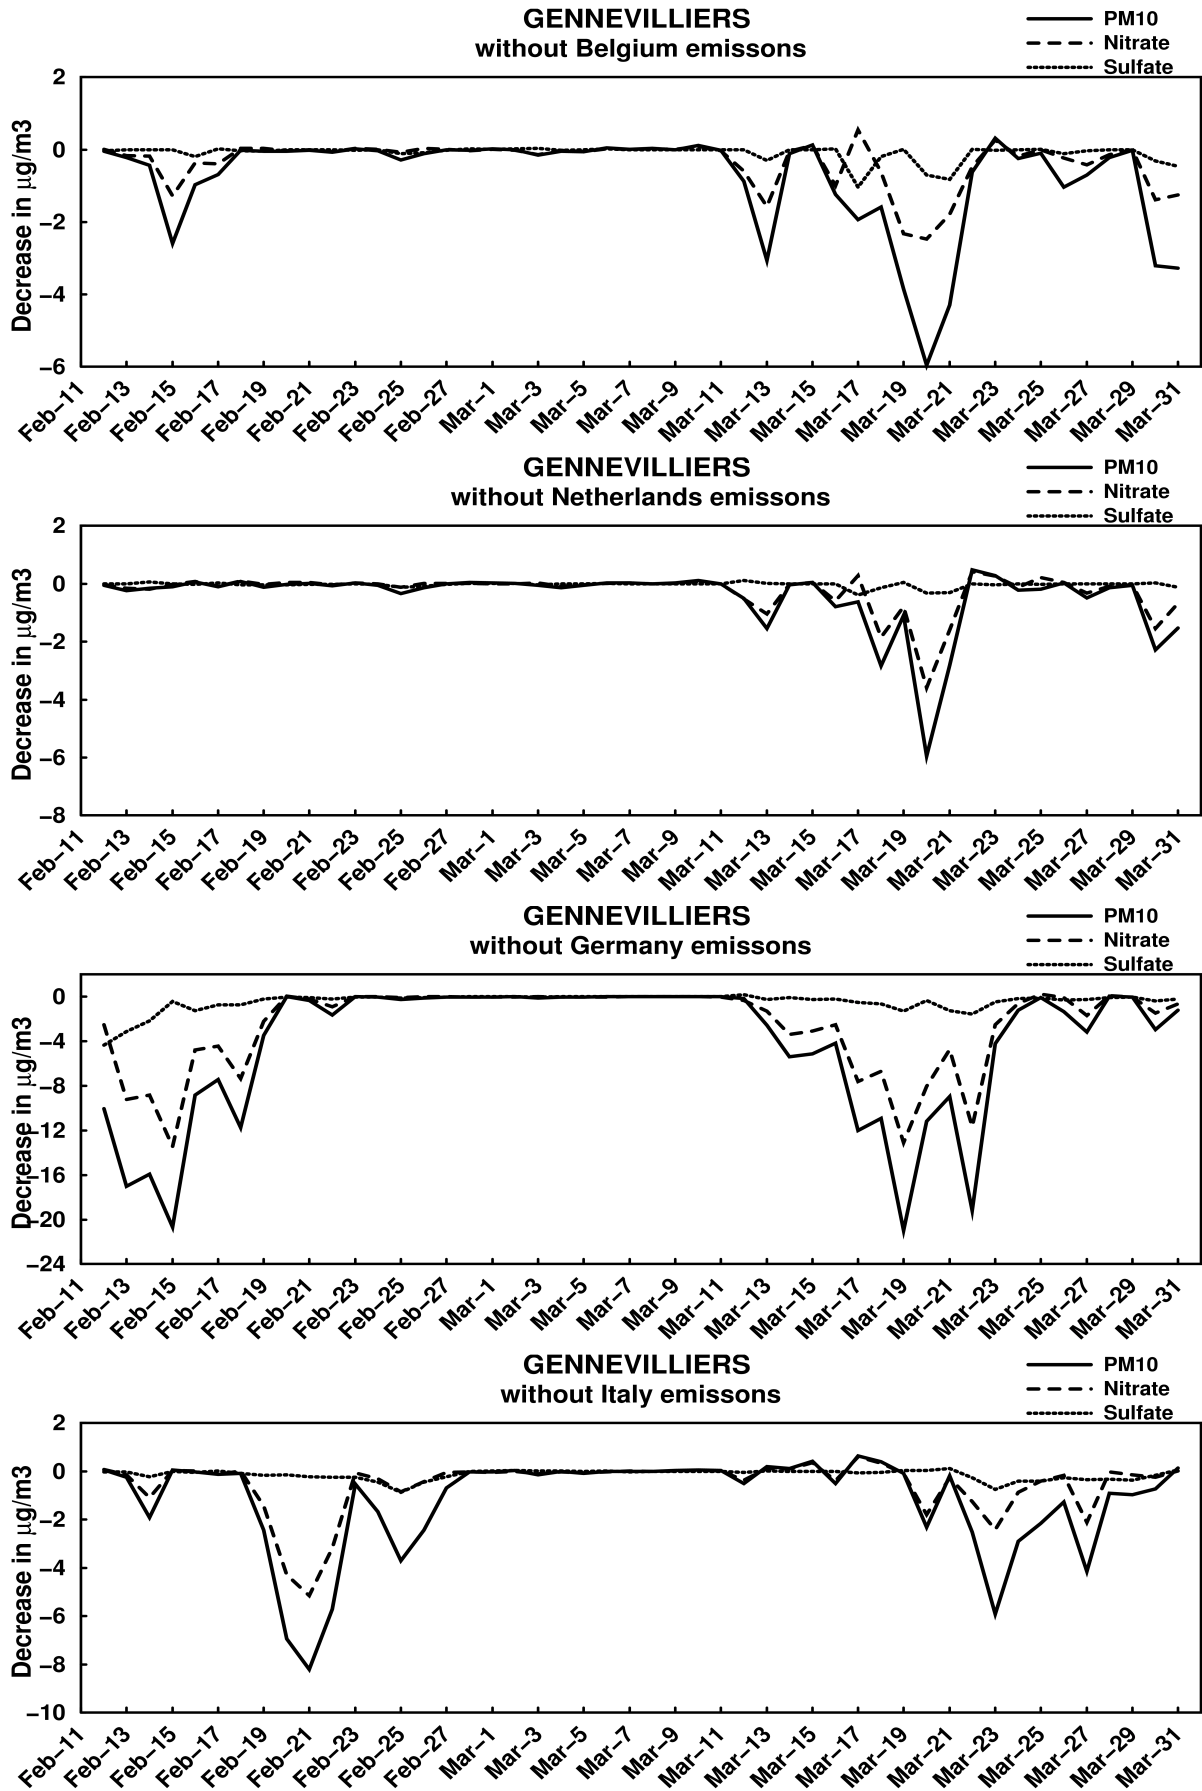 GENNEVILLIERS
without Belgium emissons
PM10
Nitrate
Sulfate
Decrease in μg/m3
2
0
−2
−4
−6
Feb−11
Feb−13
Feb−15
Feb−17
Feb−19
Feb−21
Feb−23
Feb−25
Feb−27
Mar−1
Mar−3
Mar−5
Mar−7
Mar−9
Mar−11
Mar−13
Mar−15
Mar−17
Mar−19
Mar−21
Mar−23
Mar−25
Mar−27
Mar−29
Mar−31
GENNEVILLIERS
without Netherlands emissons
PM10
Nitrate
Sulfate
Decrease in μg/m3
2
0
−2
−4
−6
−8
Feb−11
Feb−13
Feb−15
Feb−17
Feb−19
Feb−21
Feb−23
Feb−25
Feb−27
Mar−1
Mar−3
Mar−5
Mar−7
Mar−9
Mar−11
Mar−13
Mar−15
Mar−17
Mar−19
Mar−21
Mar−23
Mar−25
Mar−27
Mar−29
Mar−31
GENNEVILLIERS
without Germany emissons
PM10
Nitrate
Sulfate
Decrease in μg/m3
0
−4
−8
−12
−16
−20
−24
Feb−11
Feb−13
Feb−15
Feb−17
Feb−19
Feb−21
Feb−23
Feb−25
Feb−27
Mar−1
Mar−3
Mar−5
Mar−7
Mar−9
Mar−11
Mar−13
Mar−15
Mar−17
Mar−19
Mar−21
Mar−23
Mar−25
Mar−27
Mar−29
Mar−31
GENNEVILLIERS
without Italy emissons
PM10
Nitrate
Sulfate
Decrease in μg/m3
2
0
−2
−4
−6
−8
−10
Feb−11
Feb−13
Feb−15
Feb−17
Feb−19
Feb−21
Feb−23
Feb−25
Feb−27
Mar−1
Mar−3
Mar−5
Mar−7
Mar−9
Mar−11
Mar−13
Mar−15
Mar−17
Mar−19
Mar−21
Mar−23
Mar−25
Mar−27
Mar−29
Mar−31